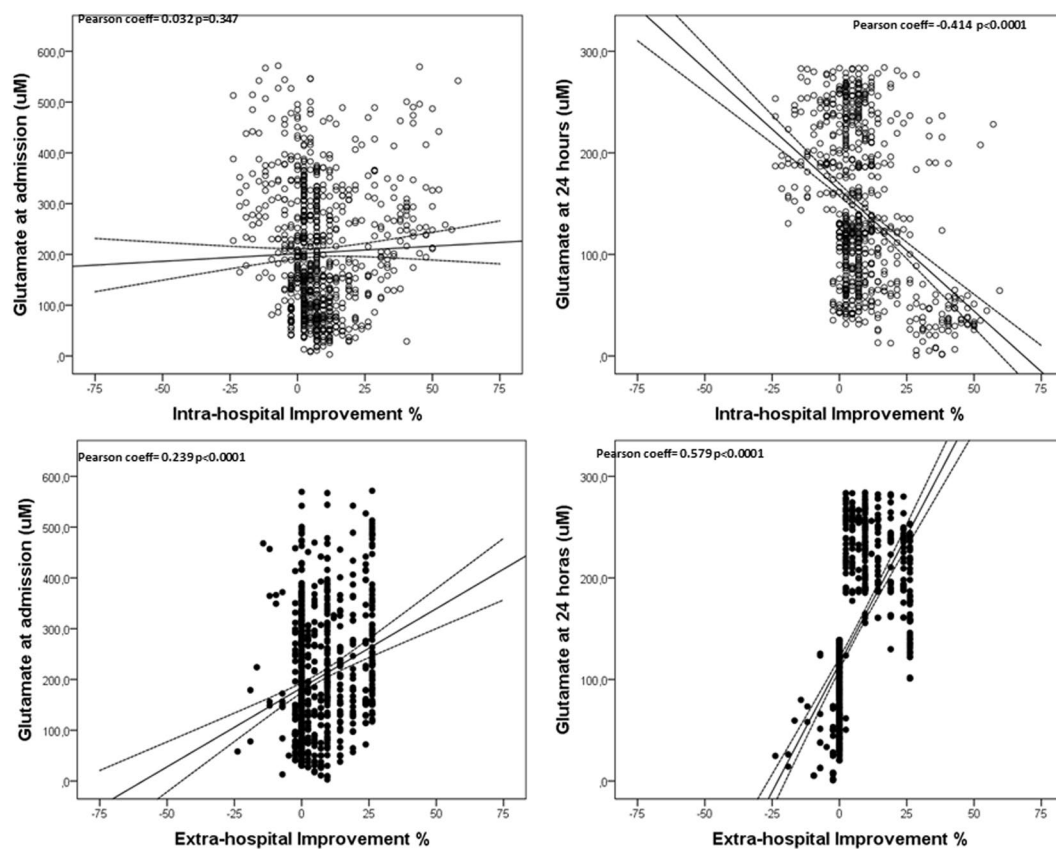 Pearson coeff= 0.032 p=0.347
Glutamate at admission (uM)
600,0
500,0
400,0
300,0
200,0
100,0
,0
-75 -50 -25 0 25 50 75
Intra-hospital Improvement %
Pearson coeff= -0.414 p<0.0001
Glutamate at 24 hours (uM)
300,0
200,0
100,0
,0
-75 -50 -25 0 25 50 75
Intra-hospital Improvement %
Pearson coeff= 0.239 p<0.0001
Glutamate at admission (uM)
600,0
500,0
400,0
300,0
200,0
100,0
,0
-75 -50 -25 0 25 50 75
Extra-hospital Improvement %
Pearson coeff= 0.579 p<0.0001
Glutamate at 24 horas (uM)
300,0
200,0
100,0
,0
-75 -50 -25 0 25 50 75
Extra-hospital Improvement %